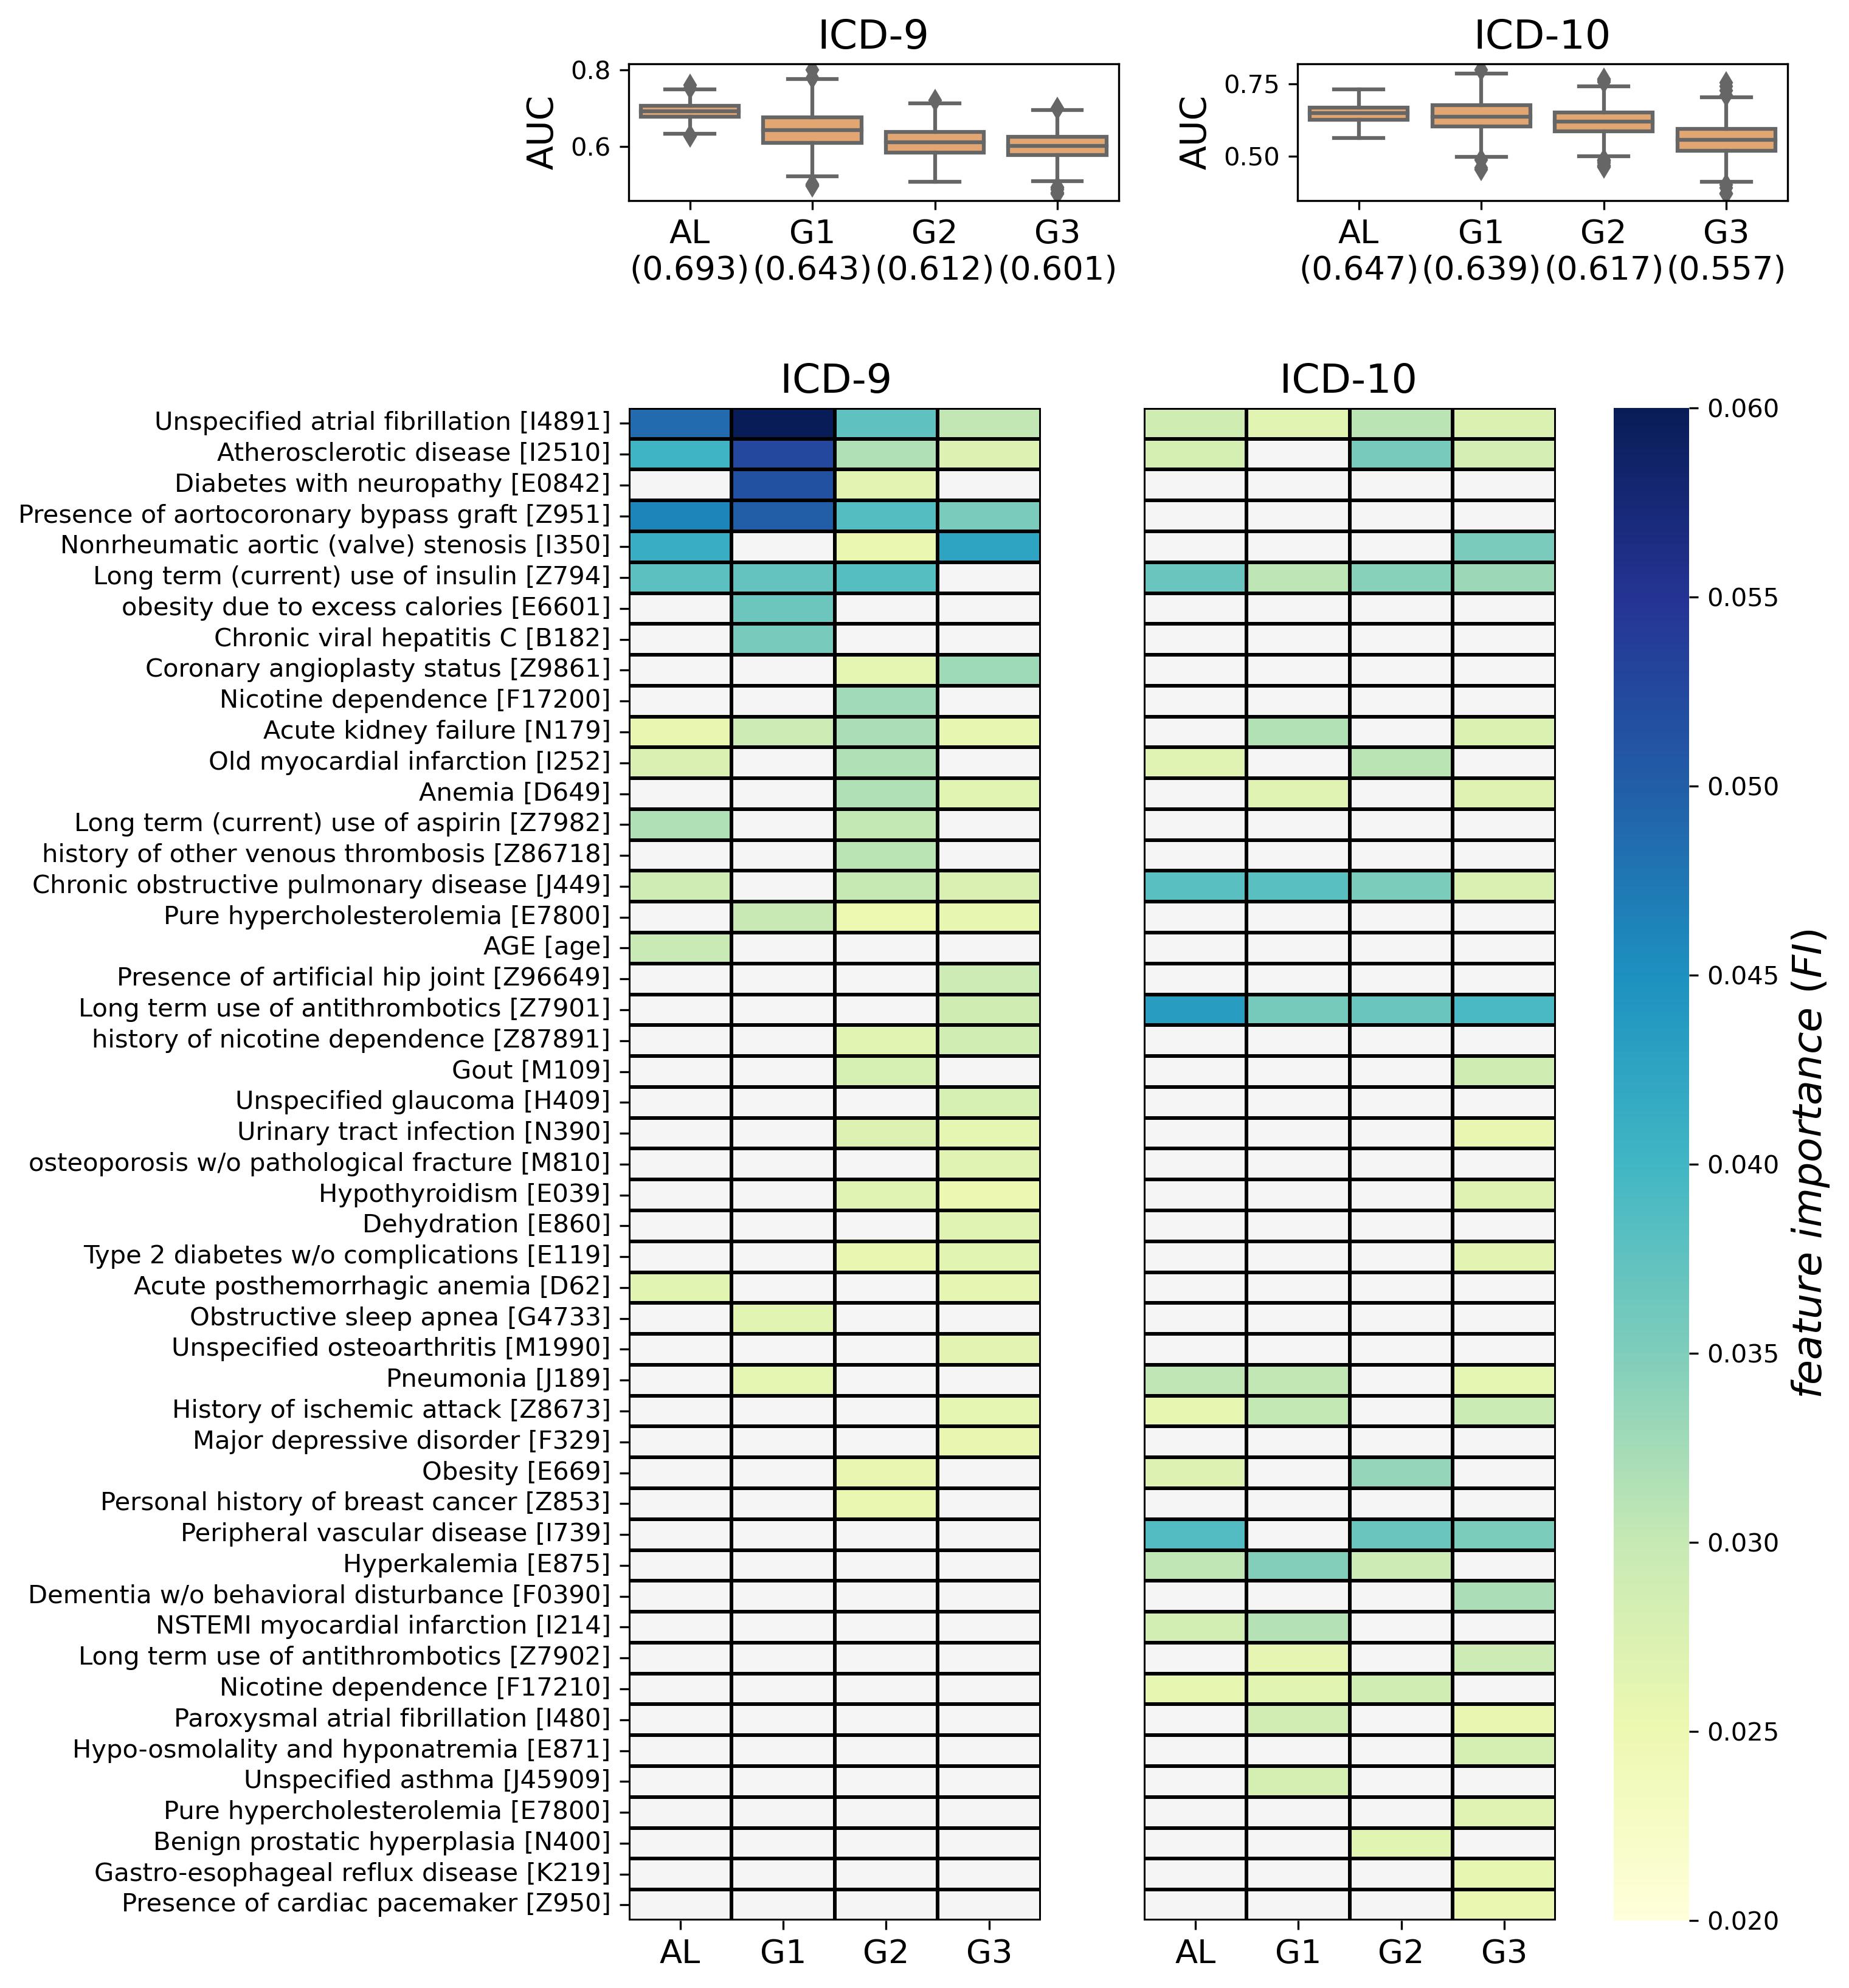 ICD-9
ICD-10
AUC
0.8
0.6
AL
G1
G2
G3
(0.693)
(0.643)
(0.612)
(0.601)
AUC
0.75
0.50
AL
G1
G2
G3
(0.647)
(0.639)
(0.617)
(0.557)
ICD-9
ICD-10
Unspecified atrial fibrillation [I4891]
Atherosclerotic disease [I2510]
Diabetes with neuropathy [E0842]
Presence of aortocoronary bypass graft [Z951]
Nonrheumatic aortic (valve) stenosis [I350]
Long term (current) use of insulin [Z794]
obesity due to excess calories [E6601]
Chronic viral hepatitis C [B182]
Coronary angioplasty status [Z9861]
Nicotine dependence [F17200]
Acute kidney failure [N179]
Old myocardial infarction [I252]
Anemia [D649]
Long term (current) use of aspirin [Z7982]
history of other venous thrombosis [Z86718]
Chronic obstructive pulmonary disease [J449]
Pure hypercholesterolemia [E7800]
AGE [age]
Presence of artificial hip joint [Z96649]
Long term use of antithrombotics [Z7901]
history of nicotine dependence [Z87891]
Gout [M109]
Unspecified glaucoma [H409]
Urinary tract infection [N390]
osteoporosis w/o pathological fracture [M810]
Hypothyroidism [E039]
Dehydration [E860]
Type 2 diabetes w/o complications [E119]
Acute posthemorrhagic anemia [D62]
Obstructive sleep apnea [G4733]
Unspecified osteoarthritis [M1990]
Pneumonia [J189]
History of ischemic attack [Z8673]
Major depressive disorder [F329]
Obesity [E669]
Personal history of breast cancer [Z853]
Peripheral vascular disease [I739]
Hyperkalemia [E875]
Dementia w/o behavioral disturbance [F0390]
NSTEMI myocardial infarction [I214]
Long term use of antithrombotics [Z7902]
Nicotine dependence [F17210]
Paroxysmal atrial fibrillation [I480]
Hypo-osmolality and hyponatremia [E871]
Unspecified asthma [J45909]
Pure hypercholesterolemia [E7800]
Benign prostatic hyperplasia [N400]
Gastro-esophageal reflux disease [K219]
Presence of cardiac pacemaker [Z950]
AL
G1
G2
G3
AL
G1
G2
G3
0.060
0.055
0.050
0.045
0.040
0.035
0.030
0.025
0.020
feature importance (FI)